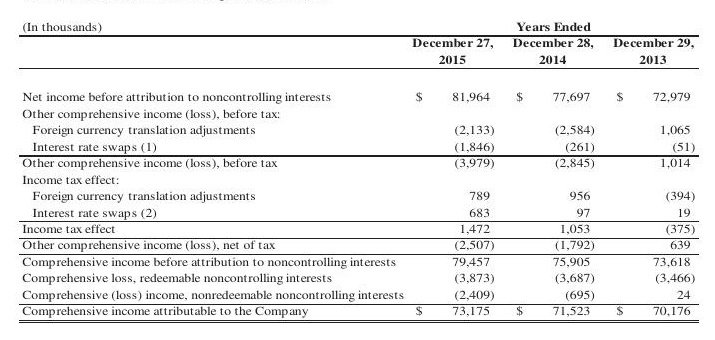 (In thousands) Years Ended
December 27, December 28, December 29,
2015 2014 2013
Net income before attribution to noncontrolling interests $ 81,964 $ 77,697 $ 72,979
Other comprehensive income (loss), before tax:
Foreign currency translation adjustments (2,133) (2,584) 1,065
Interest rate swaps (1) (1,846) (261) (51)
Other comprehensive income (loss), before tax (3,979) (2,845) 1,014
Income tax effect:
Foreign currency translation adjustments 789 956 (394)
Interest rate swaps (2) 683 97 19
Income tax effect 1,472 1,053 (375)
Other comprehensive income (loss), net of tax (2,507) (1,792) 639
Comprehensive income before attribution to noncontrolling interests 79,457 75,905 73,618
Comprehensive loss, redeemable noncontrolling interests (3,873) (3,687) (3,466)
Comprehensive (loss) income, nonredeemable noncontrolling interests (2,409) (695) 24
Comprehensive income attributable to the Company $ 73,175 $ 71,523 $ 70,176